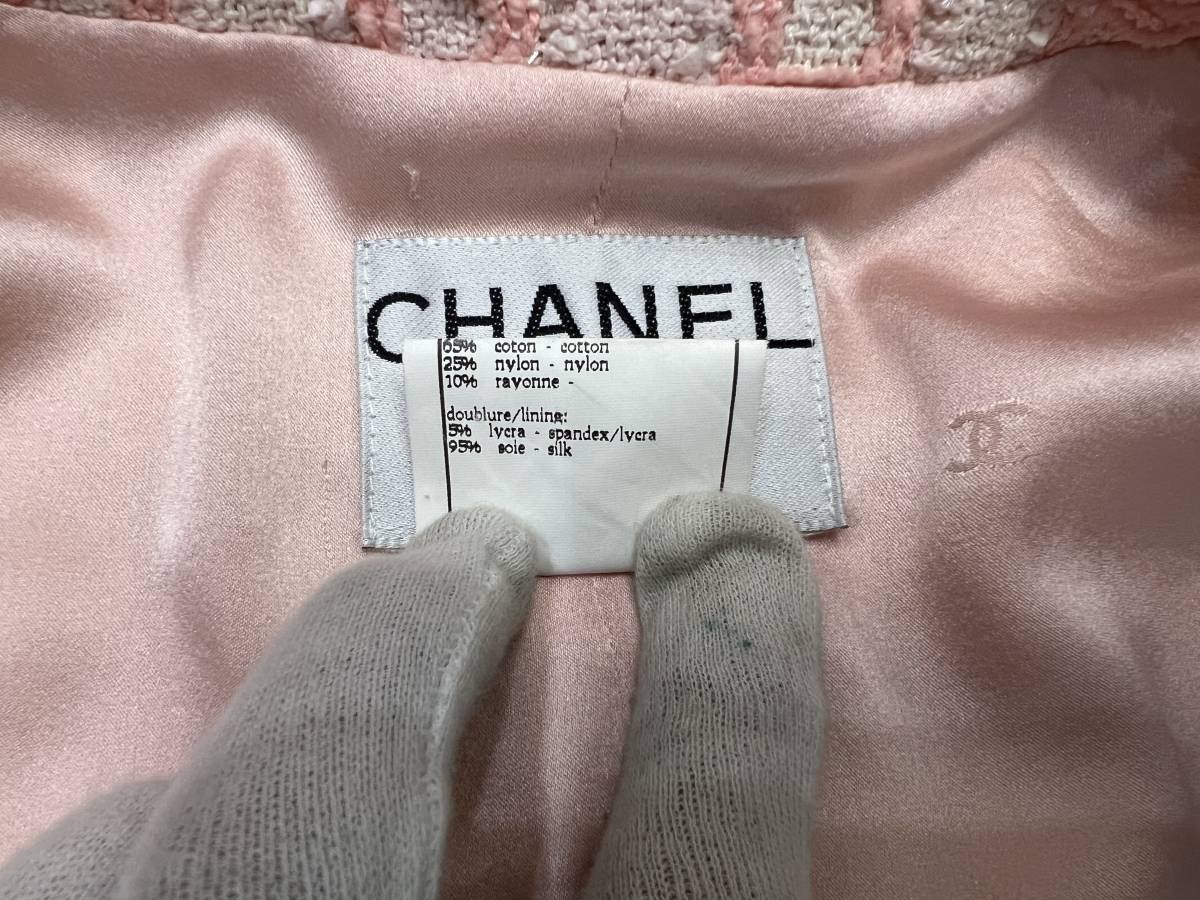 CHANEL
65% coton - cotton
25% nylon - nylon
10% rayonne -
doublure/lining:
5% lycra - spandex/lycra
95% soie - silk